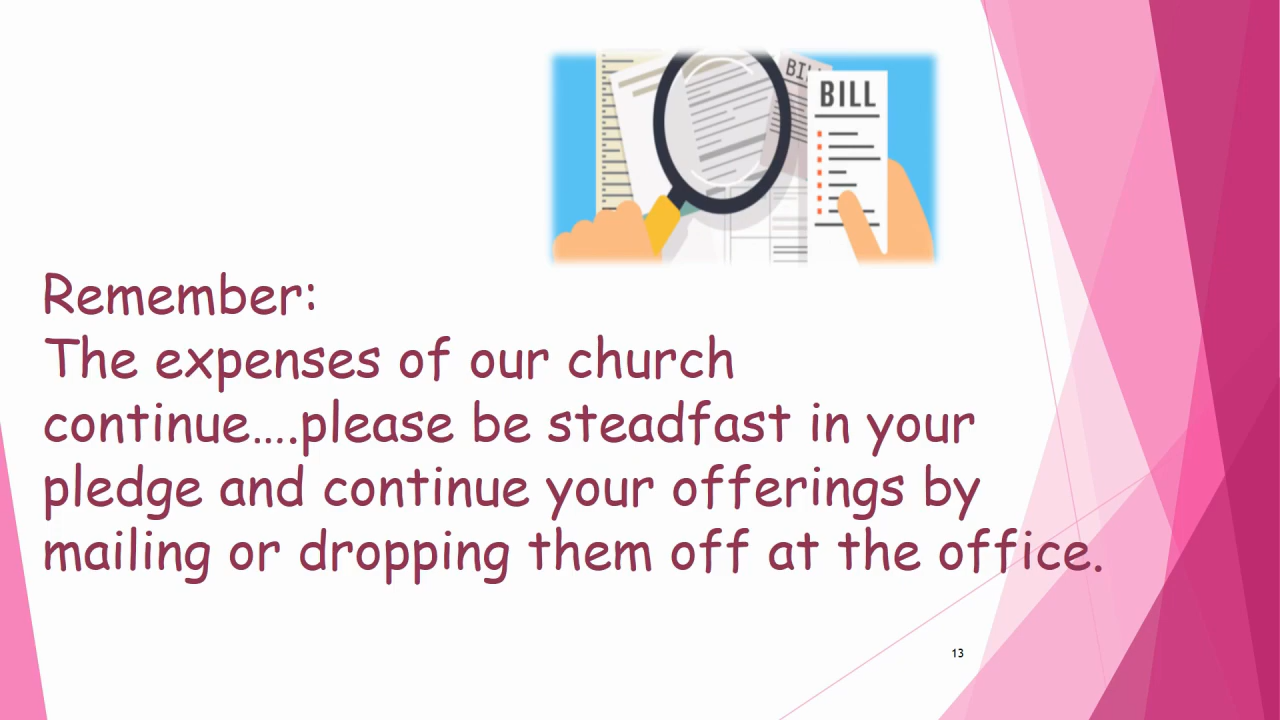 BILL
BILL
Remember:
The expenses of our church
continue....please be steadfast in your
pledge and continue your offerings by
mailing or dropping them off at the office.
13